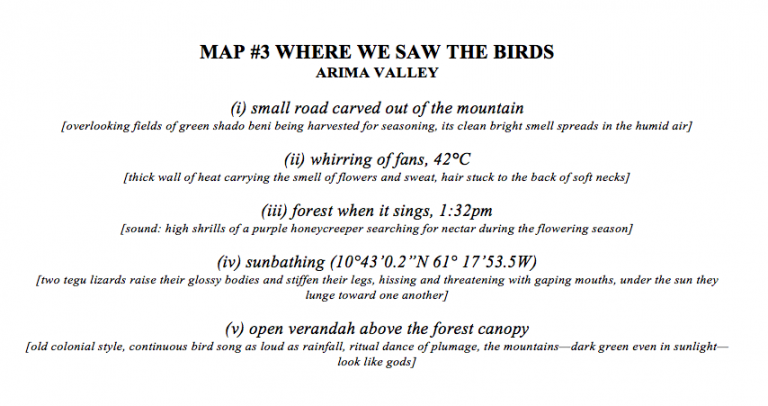 MAP #3 WHERE WE SAW THE BIRDS
ARIMA VALLEY
(i) small road carved out of the mountain
[overlooking fields of green shado beni being harvested for seasoning, its clean bright smell spreads in the humid air]
(ii) whirring of fans, 42°C
[thick wall of heat carrying the smell of flowers and sweat, hair stuck to the back of soft necks]
(iii) forest when it sings, 1:32pm
[sound: high shrills of a purple honeycreeper searching for nectar during the flowering season]
(iv) sunbathing (10°43’0.2”N 61° 17’53.5W)
[two tegu lizards raise their glossy bodies and stiffen their legs, hissing and threatening with gaping mouths, under the sun they
lunge toward one another]
(v) open verandah above the forest canopy
[old colonial style, continuous bird song as loud as rainfall, ritual dance of plumage, the mountains—dark green even in sunlight—
look like gods]